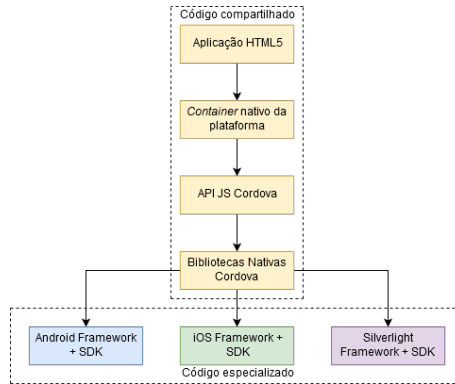 Código compartilhado
Aplicação HTML5
Container nativo da
plataforma
API JS Cordova
Bibliotecas Nativas
Cordova
Android Framework
+ SDK
iOS Framework +
SDK
Silverlight
Framework + SDK
Código especializado